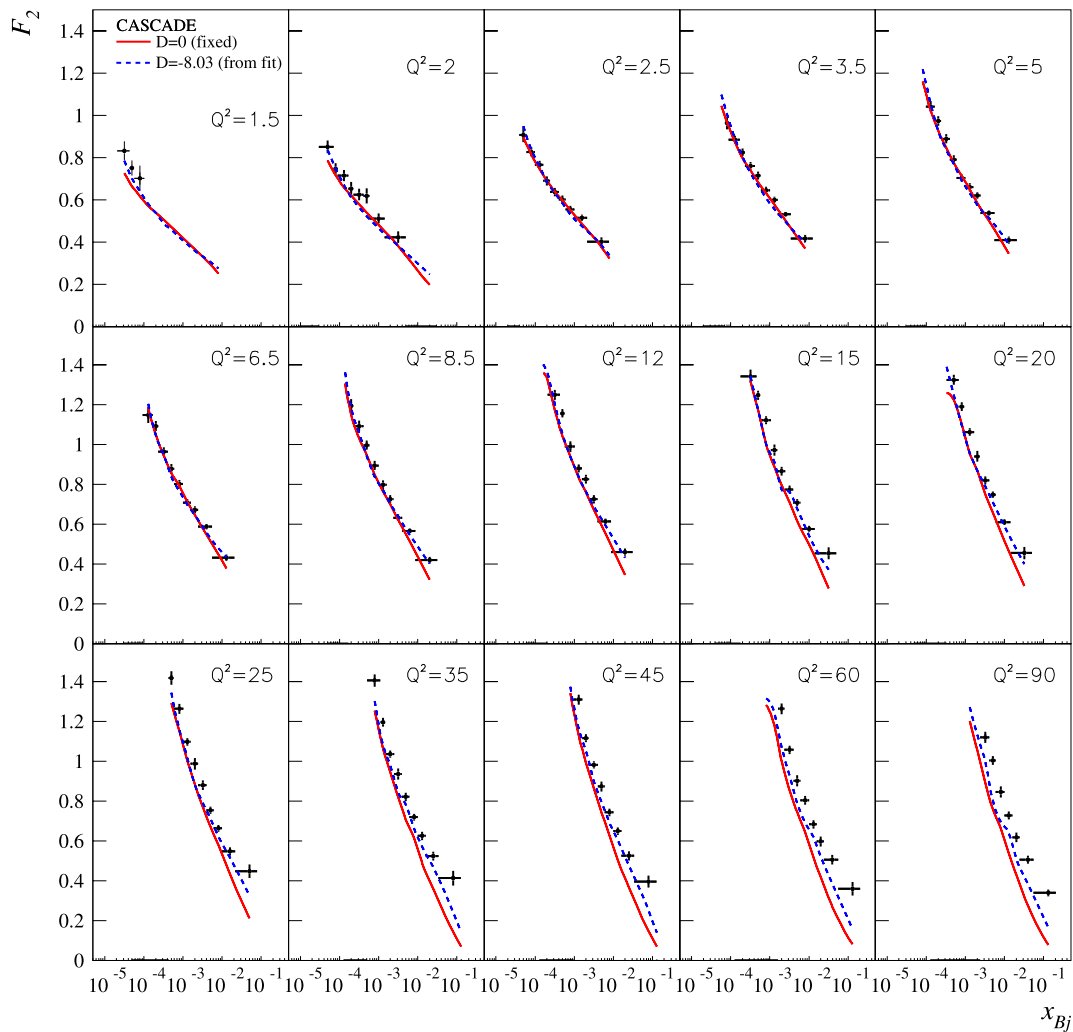 F₂
CASCADE
D=0 (fixed)
D=-8.03 (from fit)
1.4
1.2
1
0.8
0.6
0.4
0.2
0
Q²=1.5
Q²=2
Q²=2.5
Q²=3.5
Q²=5
1.4
1.2
1
0.8
0.6
0.4
0.2
0
Q²=6.5
Q²=8.5
Q²=12
Q²=15
Q²=20
1.4
1.2
1
0.8
0.6
0.4
0.2
0
Q²=25
Q²=35
Q²=45
Q²=60
Q²=90
10⁻⁵ 10⁻⁴ 10⁻³ 10⁻² 10⁻¹ 10⁻⁵ 10⁻⁴ 10⁻³ 10⁻² 10⁻¹ 10⁻⁵ 10⁻⁴ 10⁻³ 10⁻² 10⁻¹ 10⁻⁵ 10⁻⁴ 10⁻³ 10⁻² 10⁻¹ 10⁻⁵ 10⁻⁴ 10⁻³ 10⁻² 10⁻¹
x_Bj